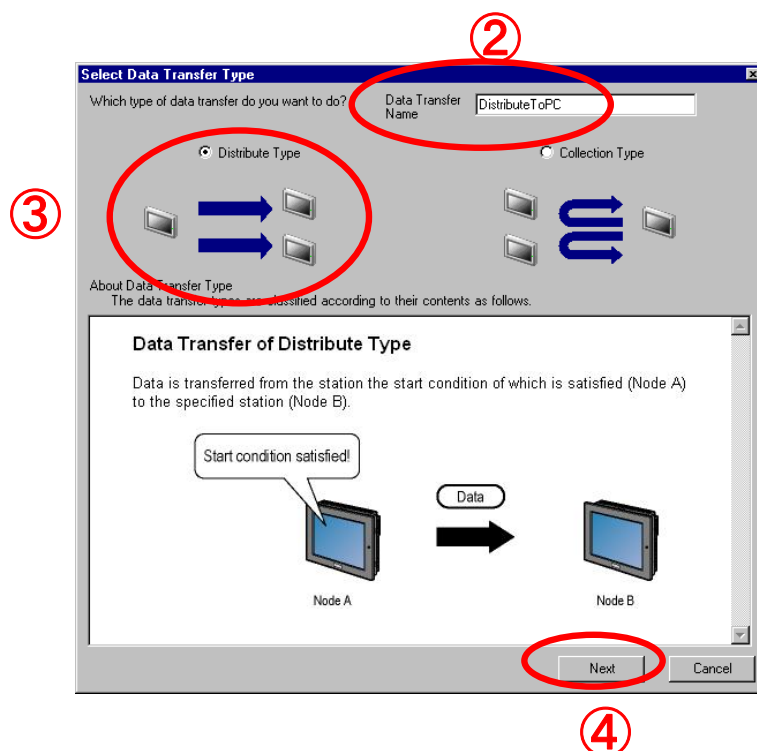 ②
Select Data Transfer Type
Which type of data transfer do you want to do?
Data Transfer Name
DistributeToPC
Distribute Type
Collection Type
③
About Data Transfer Type
The data transfer types are classified according to their contents as follows.
Data Transfer of Distribute Type
Data is transferred from the station the start condition of which is satisfied (Node A)
to the specified station (Node B).
Start condition satisfied!
Data
Node A
Node B
Next
Cancel
④